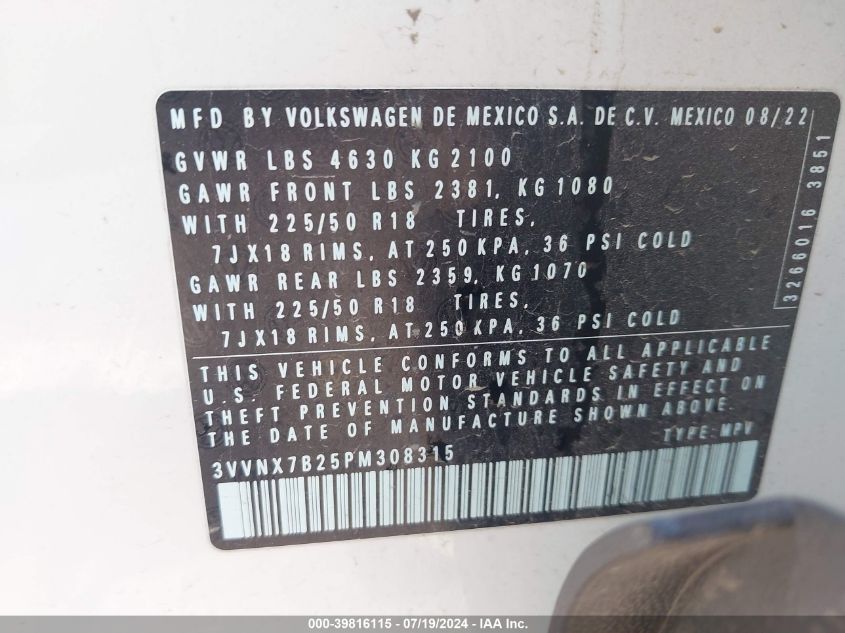 MFD BY VOLKSWAGEN DE MEXICO S.A. DE C.V. MEXICO 08/22
GVWR LBS 4630 KG 2100
GAWR FRONT LBS 2381, KG 1080
WITH 225/50 R18 TIRES,
7JX18 RIMS, AT 250 KPA, 36 PSI COLD
GAWR REAR LBS 2359, KG 1070
WITH 225/50 R18 TIRES,
7JX18 RIMS, AT 250 KPA, 36 PSI COLD
THIS VEHICLE CONFORMS TO ALL APPLICABLE
U.S. FEDERAL MOTOR VEHICLE SAFETY AND
THEFT PREVENTION STANDARDS IN EFFECT ON
THE DATE OF MANUFACTURE SHOWN ABOVE.
TYPE: MPV
3VVNX7B25PM308315
3266016 3851
000-39816115 - 07/19/2024 - IAA Inc.